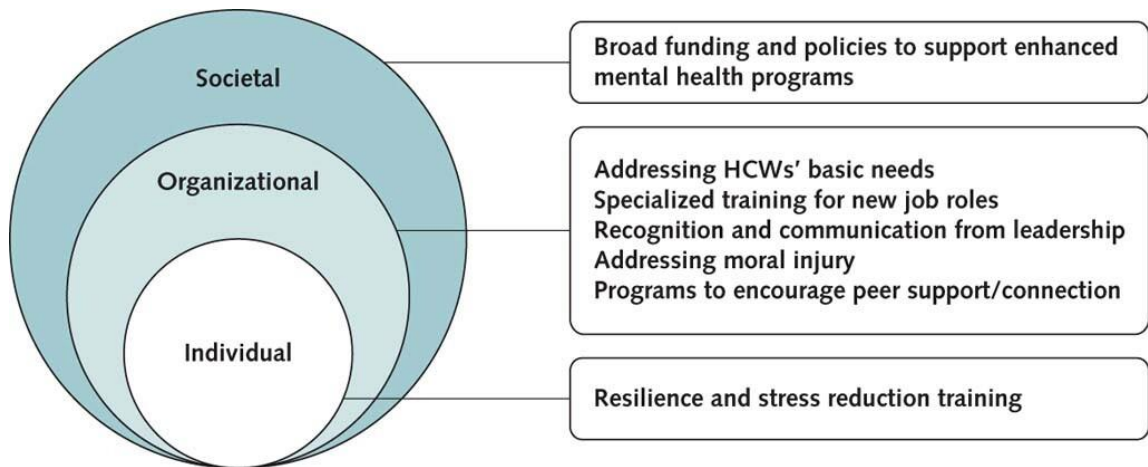 Societal
Broad funding and policies to support enhanced
mental health programs
Organizational
Addressing HCWs' basic needs
Specialized training for new job roles
Recognition and communication from leadership
Addressing moral injury
Programs to encourage peer support/connection
Individual
Resilience and stress reduction training